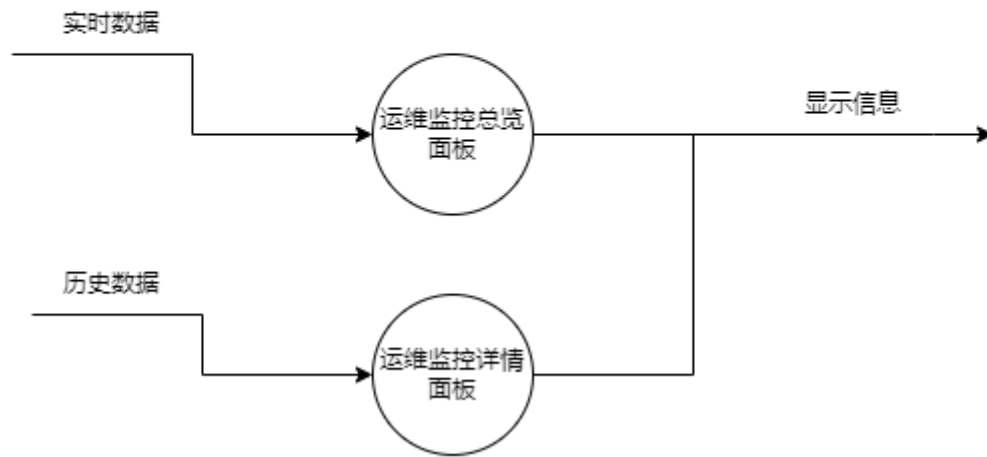 实时数据
运维监控总览
面板
显示信息
历史数据
运维监控详情
面板